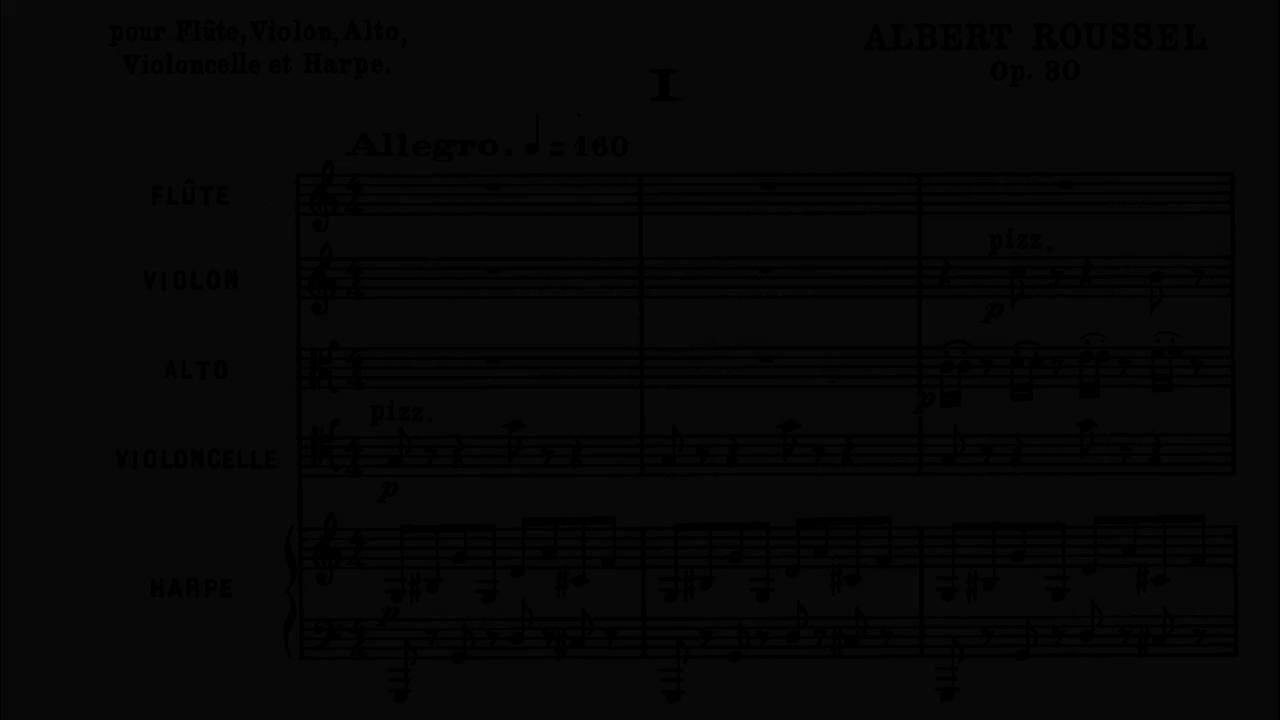 pour Flûte, Violon, Alto,
Violoncelle et Harpe.
ALBERT ROUSSEL
Op. 30
I
Allegro. ♩ = 160
FLÛTE
pizz.
VIOLON
p
ALTO
p
pizz.
VIOLONCELLE
p
HARPE
p